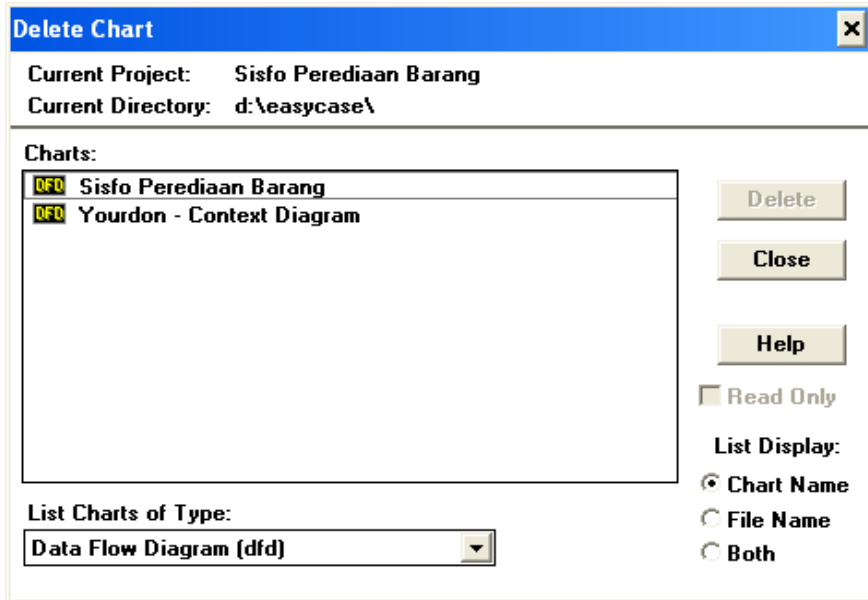 Delete Chart
Current Project: Sisfo Perediaan Barang
Current Directory: d:\easycase\
Charts:
DFD Sisfo Perediaan Barang
DFD Yourdon - Context Diagram
Delete
Close
Help
Read Only
List Display:
Chart Name
File Name
Both
List Charts of Type:
Data Flow Diagram (dfd)